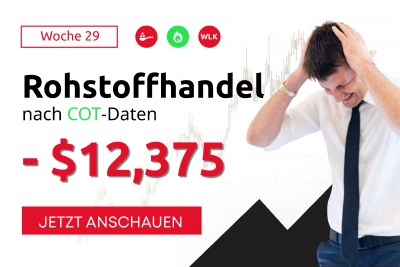 Woche 29
WLK
Rohstoffhandel
nach COT-Daten
- $12,375
JETZT ANSCHAUEN